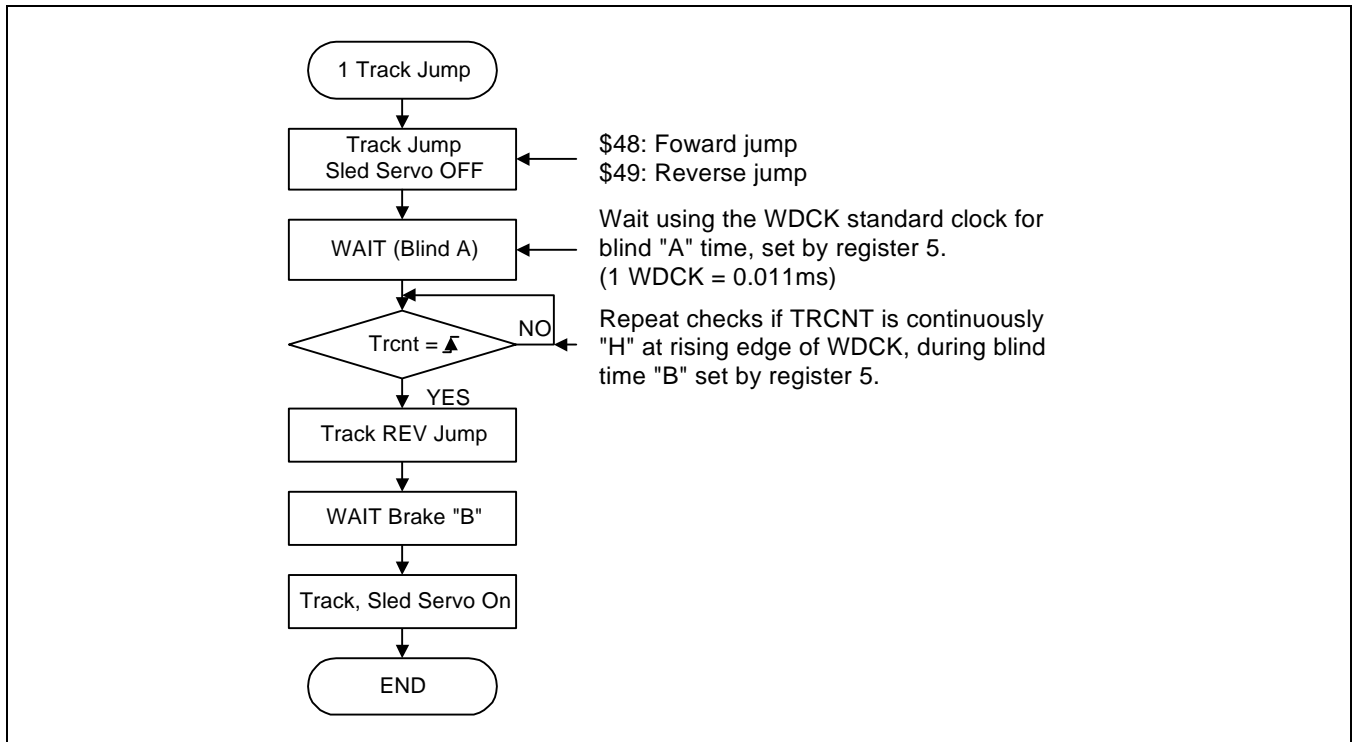 1 Track Jump
Track Jump
Sled Servo OFF
$48: Foward jump
$49: Reverse jump
WAIT (Blind A)
Wait using the WDCK standard clock for
blind "A" time, set by register 5.
(1 WDCK = 0.011ms)
Trcnt =
NO
Repeat checks if TRCNT is continuously
"H" at rising edge of WDCK, during blind
time "B" set by register 5.
YES
Track REV Jump
WAIT Brake "B"
Track, Sled Servo On
END